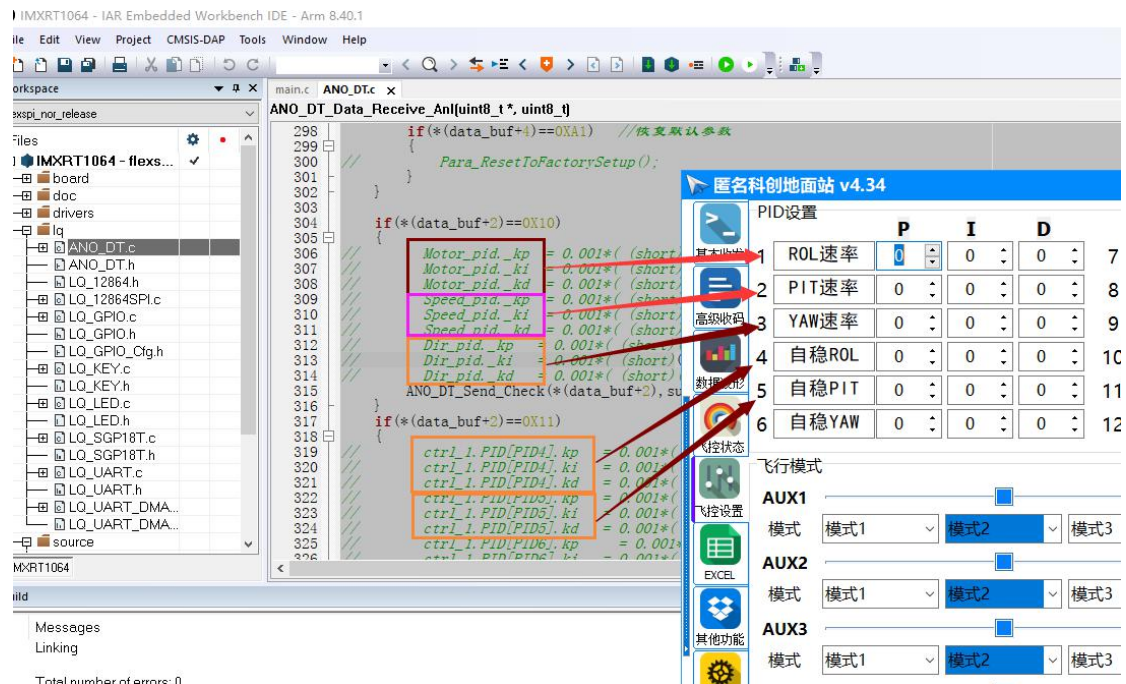 IMXRT1064 - IAR Embedded Workbench IDE - Arm 8.40.1
ile Edit View Project CMSIS-DAP Tools Window Help
orkspace
exspi_nor_release
Files
IMXRT1064 - flexs...
board
doc
drivers
lq
ANO_DT.c
ANO_DT.h
LQ_12864.h
LQ_12864SPI.c
LQ_GPIO.c
LQ_GPIO.h
LQ_GPIO_Cfg.h
LQ_KEY.c
LQ_KEY.h
LQ_LED.c
LQ_LED.h
LQ_SGP18T.c
LQ_SGP18T.h
LQ_UART.c
LQ_UART.h
LQ_UART_DMA...
LQ_UART_DMA...
source
MXRT1064
main.c ANO_DT.c x
ANO_DT_Data_Receive_Anl(uint8_t *, uint8_t)
298 if(*(data_buf+4)==0XA1) //恢复默认参数
299 {
300 // Para_ResetToFactorySetup();
301 }
302 }
303
304 if(*(data_buf+2)==0X10)
305 {
306 // Motor_pid._kp = 0.001*( (short)
307 // Motor_pid._ki = 0.001*( (short)
308 // Motor_pid._kd = 0.001*( (short)
309 // Speed_pid._kp = 0.001*( (short)
310 // Speed_pid._ki = 0.001*( (short)
311 // Speed_pid._kd = 0.001*( (short)
312 // Dir_pid._kp = 0.001*( (short)
313 // Dir_pid._ki = 0.001*( (short)(
314 // Dir_pid._kd = 0.001*( (short)(
315 ANO_DT_Send_Check(*(data_buf+2),su
316 }
317 if(*(data_buf+2)==0X11)
318 {
319 // ctrl_1.PID[PID4].kp = 0.001*(
320 // ctrl_1.PID[PID4].ki = 0.001*(
321 // ctrl_1.PID[PID4].kd = 0.001*(
322 // ctrl_1.PID[PID5].kp = 0.001*(
323 // ctrl_1.PID[PID5].ki = 0.001*(
324 // ctrl_1.PID[PID5].kd = 0.001*(
325 // ctrl_1.PID[PID6].kp = 0.001*
326 // ctrl_1.PID[PID6].ki = 0.001*(
匿名科创地面站 v4.34
高级收码
飞控状态
飞控设置
EXCEL
其他功能
PID设置
P I D
1 ROL速率 0 0 0 7
2 PIT速率 0 0 0 8
3 YAW速率 0 0 0 9
4 自稳ROL 0 0 0 10
5 自稳PIT 0 0 0 11
6 自稳YAW 0 0 0 12
飞行模式
AUX1
模式 模式1 模式2 模式3
AUX2
模式 模式1 模式2 模式3
AUX3
模式 模式1 模式2 模式3
ild
Messages
Linking
Total number of errors: 0